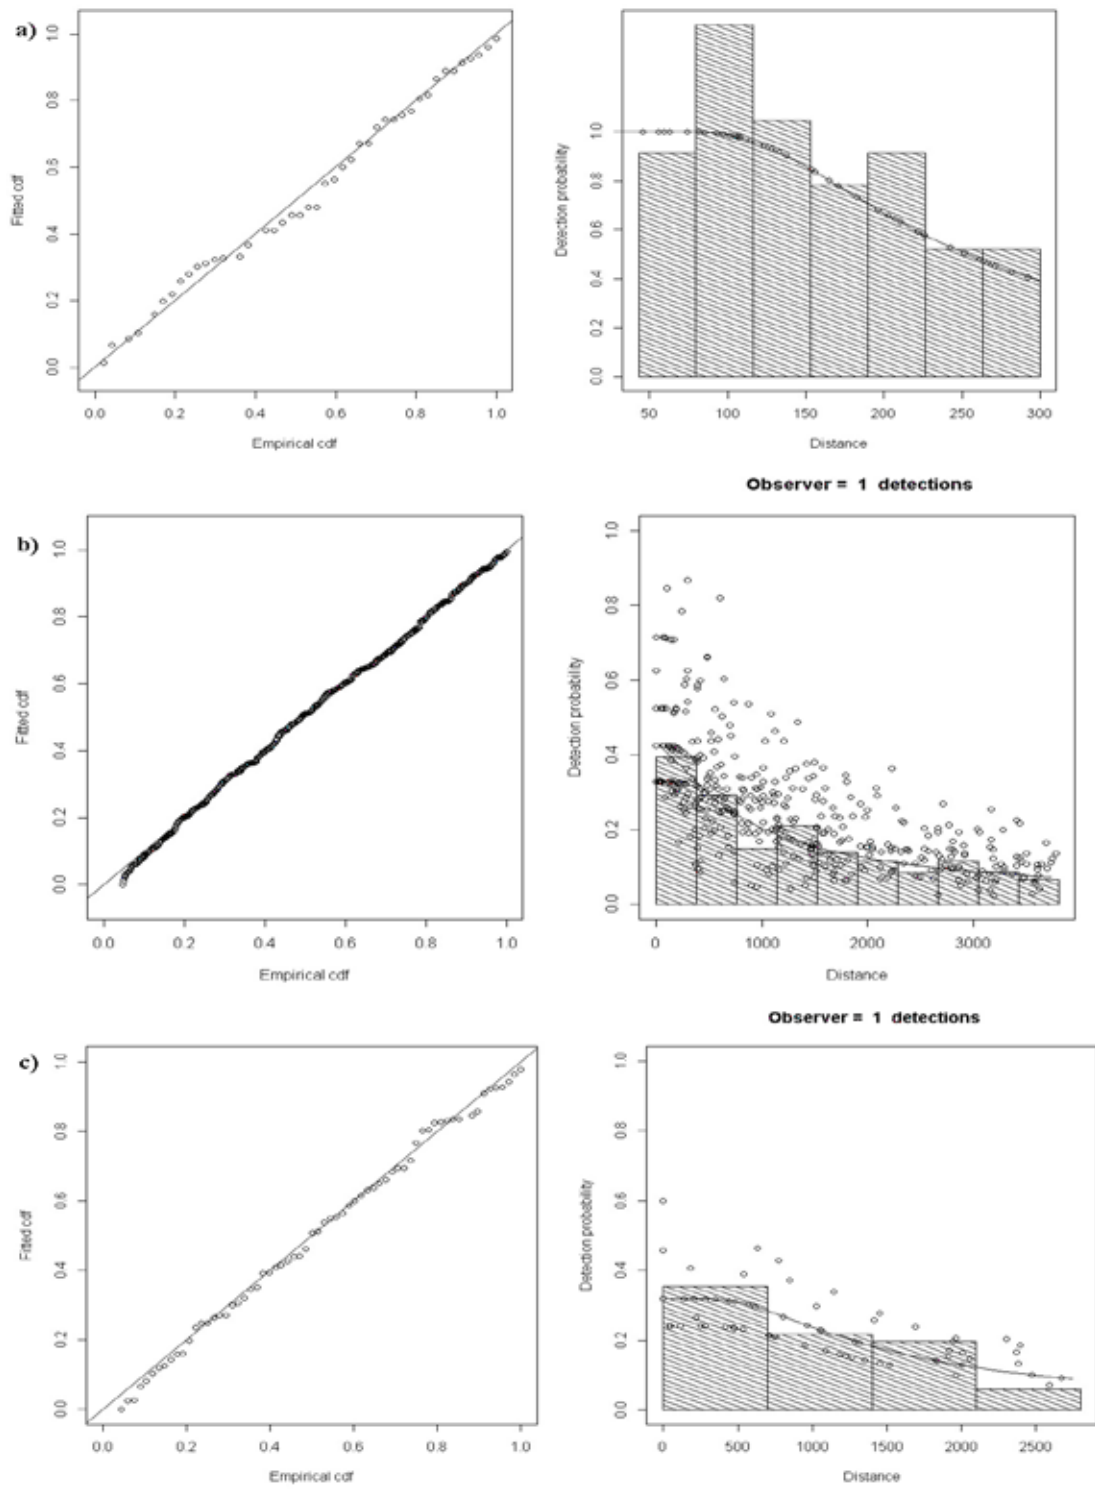 a)
1.0
0.8
0.6
0.4
0.2
0.0
Fitted cdf
0.0 0.2 0.4 0.6 0.8 1.0
Empirical cdf
1.0
0.8
0.6
0.4
0.2
0.0
Detection probability
50 100 150 200 250 300
Distance
b)
1.0
0.8
0.6
0.4
0.2
0.0
Fitted cdf
0.0 0.2 0.4 0.6 0.8 1.0
Empirical cdf
Observer = 1 detections
1.0
0.8
0.6
0.4
0.2
0.0
Detection probability
0 1000 2000 3000
Distance
c)
1.0
0.8
0.6
0.4
0.2
0.0
Fitted cdf
0.0 0.2 0.4 0.6 0.8 1.0
Empirical cdf
Observer = 1 detections
1.0
0.8
0.6
0.4
0.2
0.0
Detection probability
0 500 1000 1500 2000 2500
Distance